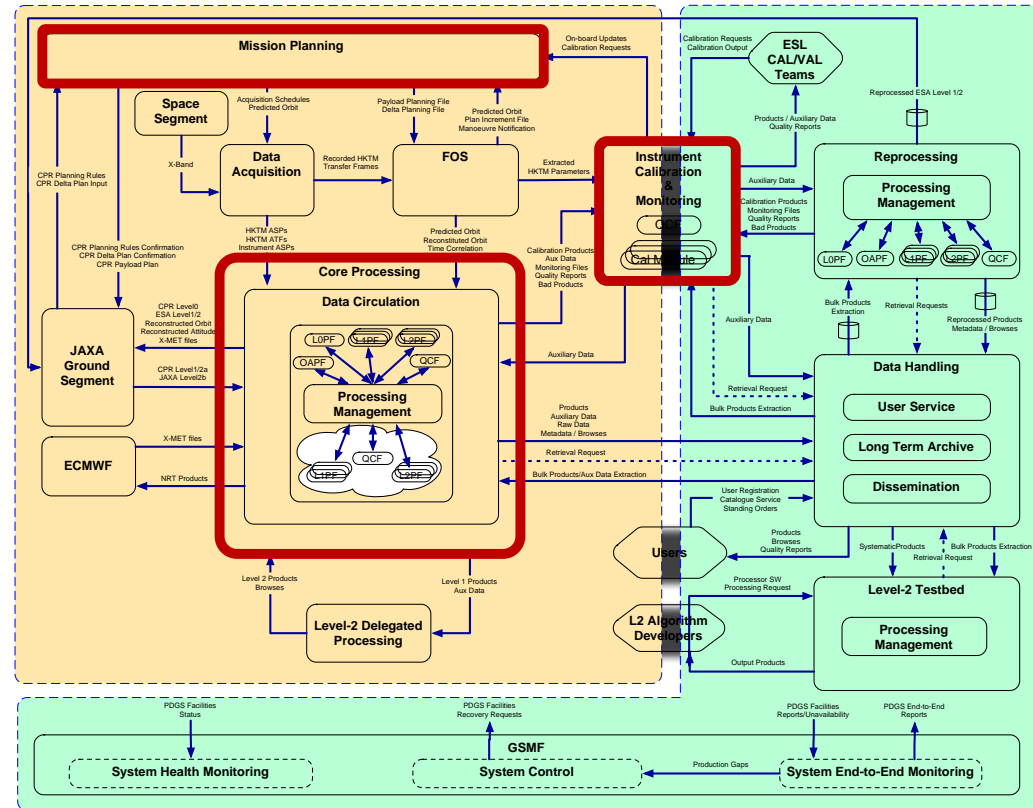 Mission Planning
On-board Updates
Calibration Requests
Calibration Requests
Calibration Output
ESL
CAL/VAL
Teams
Reprocessed ESA Level 1/2
Space
Segment
Acquisition Schedules
Predicted Orbit
Payload Planning File
Delta Planning File
Predicted Orbit
Plan Increment File
Manoeuvre Notification
Products / Auxiliary Data
Quality Reports
X-Band
Data
Acquisition
Recorded HKTM
Transfer Frames
FOS
Extracted
HKTM Parameters
Instrument
Calibration
&
Monitoring
QCF
Cal Module
Auxiliary Data
Calibration Products
Monitoring Files
Quality Reports
Bad Products
Reprocessing
Processing
Management
L0PF
OAPF
L1PF
L2PF
QCF
CPR Planning Rules
CPR Delta Plan Input
CPR Planning Rules Confirmation
CPR Delta Plan Confirmation
CPR Payload Plan
HKTM ASPs
HKTM ATFs
Instrument ASPs
Predicted Orbit
Reconstituted Orbit
Time Correlation
Calibration Products
Aux Data
Monitoring Files
Quality Reports
Bad Products
Core Processing
Data Circulation
L0PF
L1PF
L2PF
OAPF
QCF
Processing
Management
QCF
L1PF
L2PF
CPR Level0
ESA Level1/2
Reconstructed Orbit
Reconstructed Attitude
X-MET files
JAXA
Ground
Segment
CPR Level1/2a
JAXA Level2b
Auxiliary Data
Auxiliary Data
Bulk Products
Extraction
Retrieval Requests
Reprocessed Products
Metadata / Browses
Data Handling
User Service
Long Term Archive
Dissemination
Retrieval Request
Bulk Products Extraction
ECMWF
X-MET files
NRT Products
Products
Auxiliary Data
Raw Data
Metadata / Browses
Retrieval Request
Bulk Products/Aux Data Extraction
User Registration
Catalogue Service
Standing Orders
Users
Products
Browses
Quality Reports
SystematicProducts
Retrieval Request
Bulk Products Extraction
Level 2 Products
Browses
Level 1 Products
Aux Data
Level-2 Delegated
Processing
Processor SW
Processing Request
L2 Algorithm
Developers
Output Products
Level-2 Testbed
Processing
Management
PDGS Facilities
Status
PDGS Facilities
Recovery Requests
PDGS Facilities
Reports/Unavailability
PDGS End-to-End
Reports
GSMF
System Health Monitoring
System Control
Production Gaps
System End-to-End Monitoring